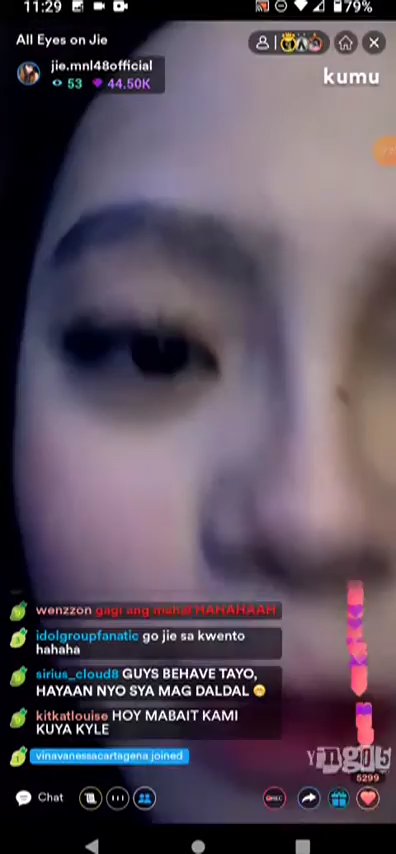 11:29
79%
All Eyes on Jie
jie.mnl48official
53 44.50K
kumu
wenzzon gagi ang mahal HAHAHAAH
idolgroupfanatic go jie sa kwento
hahaha
sirius_cloud8 GUYS BEHAVE TAYO,
HAYAAN NYO SYA MAG DALDAL
kitkatlouise HOY MABAIT KAMI
KUYA KYLE
vinavanessacartagena joined
5299
Chat